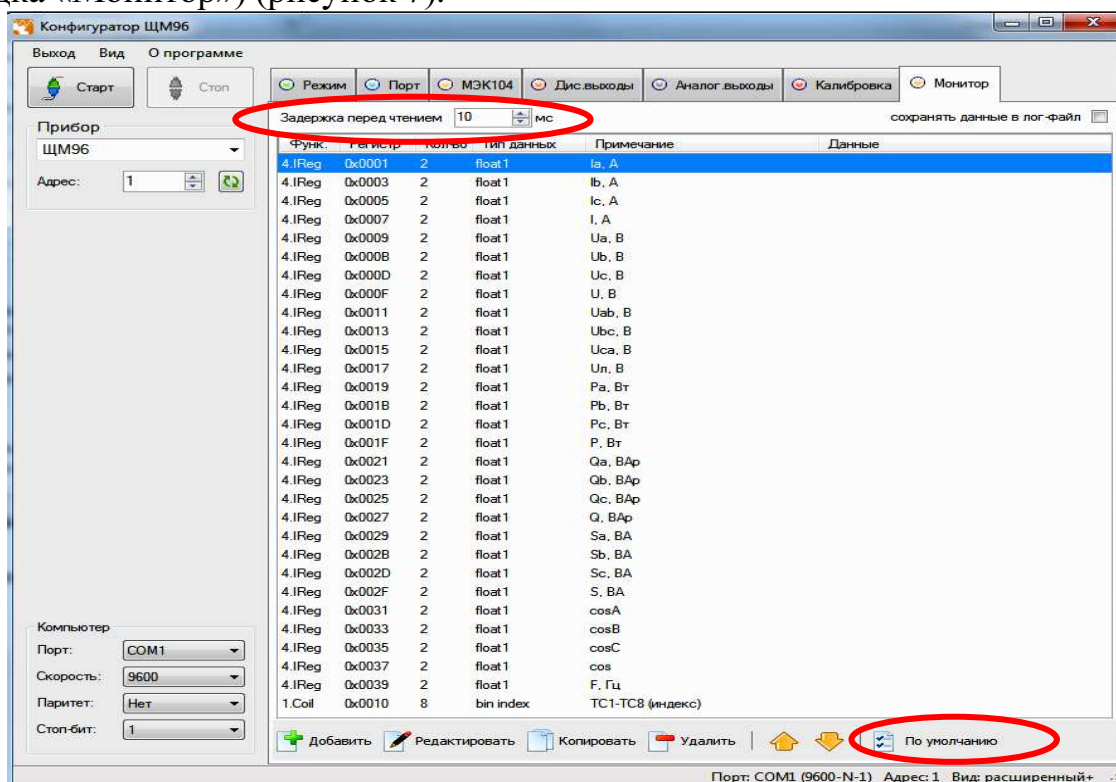 дка «Монитор») (рисунок 7).
Конфигуратор ЩМ96
Выход Вид О программе
Старт Стоп
Режим Порт МЭК104 Дис.выходы Аналог.выходы Калибровка Монитор
Задержка перед чтением 10 мс сохранять данные в лог-файл
Прибор
ЩМ96
Адрес: 1
Функ. Регистр Кол-во Тип данных Примечание Данные
4.IReg 0x0001 2 float1 Ia, A
4.IReg 0x0003 2 float1 Ib, A
4.IReg 0x0005 2 float1 Ic, A
4.IReg 0x0007 2 float1 I, A
4.IReg 0x0009 2 float1 Ua, B
4.IReg 0x000B 2 float1 Ub, B
4.IReg 0x000D 2 float1 Uc, B
4.IReg 0x000F 2 float1 U, B
4.IReg 0x0011 2 float1 Uab, B
4.IReg 0x0013 2 float1 Ubc, B
4.IReg 0x0015 2 float1 Uca, B
4.IReg 0x0017 2 float1 Uл, B
4.IReg 0x0019 2 float1 Pa, Вт
4.IReg 0x001B 2 float1 Pb, Вт
4.IReg 0x001D 2 float1 Pc, Вт
4.IReg 0x001F 2 float1 P, Вт
4.IReg 0x0021 2 float1 Qa, ВАр
4.IReg 0x0023 2 float1 Qb, ВАр
4.IReg 0x0025 2 float1 Qc, ВАр
4.IReg 0x0027 2 float1 Q, ВАр
4.IReg 0x0029 2 float1 Sa, ВА
4.IReg 0x002B 2 float1 Sb, ВА
4.IReg 0x002D 2 float1 Sc, ВА
4.IReg 0x002F 2 float1 S, ВА
4.IReg 0x0031 2 float1 cosA
4.IReg 0x0033 2 float1 cosB
4.IReg 0x0035 2 float1 cosC
4.IReg 0x0037 2 float1 cos
4.IReg 0x0039 2 float1 F, Гц
1.Coil 0x0010 8 bin index TC1-TC8 (индекс)
Компьютер
Порт: COM1
Скорость: 9600
Паритет: Нет
Стоп-бит: 1
Добавить Редактировать Копировать Удалить По умолчанию
Порт: COM1 (9600-N-1) Адрес: 1 Вид: расширенный+